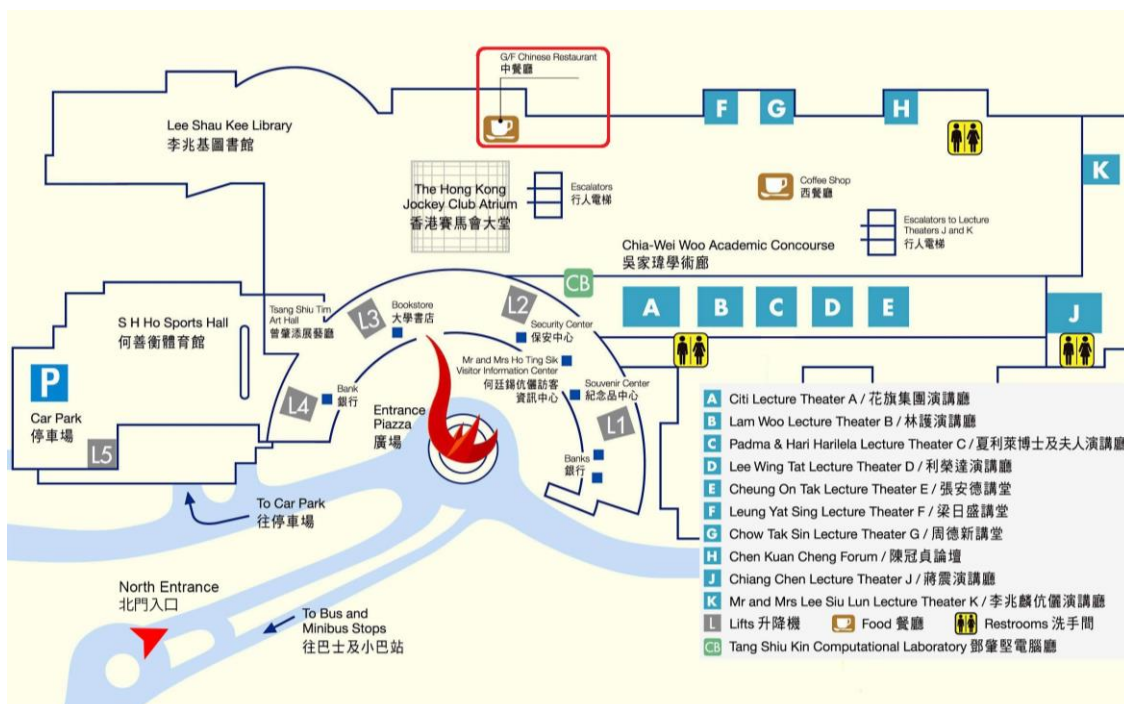 G/F Chinese Restaurant
中餐廳
F
G
H
K
Lee Shau Kee Library
李兆基圖書館
The Hong Kong
Jockey Club Atrium
香港賽馬會大堂
Escalators
行人電梯
Coffee Shop
西餐廳
Escalators to Lecture
Theaters J and K
行人電梯
Chia-Wei Woo Academic Concourse
吳家瑋學術廊
CB
A
B
C
D
E
J
Tsang Shiu Tim
Art Hall
曾肇添展藝廳
L3
Bookstore
大學書店
L2
Security Center
保安中心
S H Ho Sports Hall
何善衡體育館
Mr and Mrs Ho Ting Sik
Visitor Information Center
何廷錫伉儷訪客
資訊中心
Souvenir Center
紀念品中心
P
Car Park
停車場
L5
L4
Bank
銀行
Entrance
Piazza
廣場
L1
Banks
銀行
To Car Park
往停車場
North Entrance
北門入口
To Bus and
Minibus Stops
往巴士及小巴站
A Citi Lecture Theater A / 花旗集團演講廳
B Lam Woo Lecture Theater B / 林護演講廳
C Padma & Hari Harilela Lecture Theater C / 夏利萊博士及夫人演講廳
D Lee Wing Tat Lecture Theater D / 利榮達演講廳
E Cheung On Tak Lecture Theater E / 張安德講堂
F Leung Yat Sing Lecture Theater F / 梁日盛講堂
G Chow Tak Sin Lecture Theater G / 周德新講堂
H Chen Kuan Cheng Forum / 陳冠貞論壇
J Chiang Chen Lecture Theater J / 蔣震演講廳
K Mr and Mrs Lee Siu Lun Lecture Theater K / 李兆麟伉儷演講廳
L Lifts 升降機 Food 餐廳 Restrooms 洗手間
CB Tang Shiu Kin Computational Laboratory 鄧肇堅電腦廳